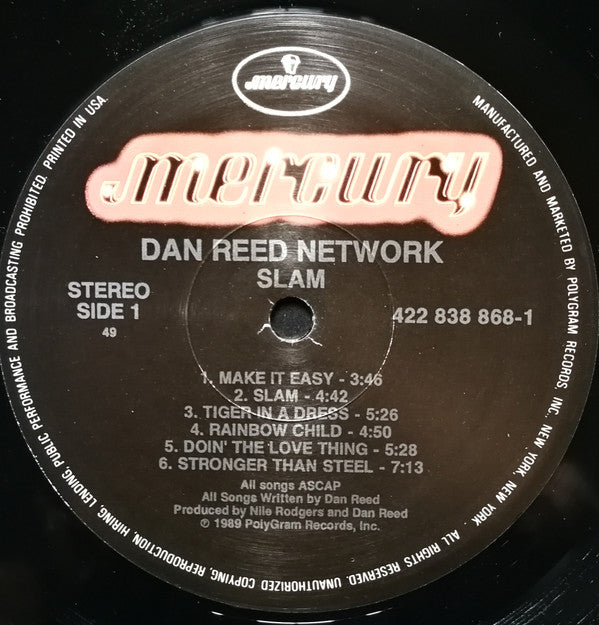 mercury
mercury
DAN REED NETWORK
SLAM
STEREO
SIDE 1
49
422 838 868-1
1. MAKE IT EASY - 3:46
2. SLAM - 4:42
3. TIGER IN A DRESS - 5:26
4. RAINBOW CHILD - 4:50
5. DOIN' THE LOVE THING - 5:28
6. STRONGER THAN STEEL - 7:13
All songs ASCAP
All Songs Written by Dan Reed
Produced by Nile Rodgers and Dan Reed
℗ 1989 PolyGram Records, Inc.
MANUFACTURED AND MARKETED BY POLYGRAM RECORDS, INC. NEW YORK, NEW YORK · ALL RIGHTS RESERVED. UNAUTHORIZED COPYING, REPRODUCTION, HIRING, LENDING, PUBLIC PERFORMANCE AND BROADCASTING PROHIBITED. PRINTED IN USA.